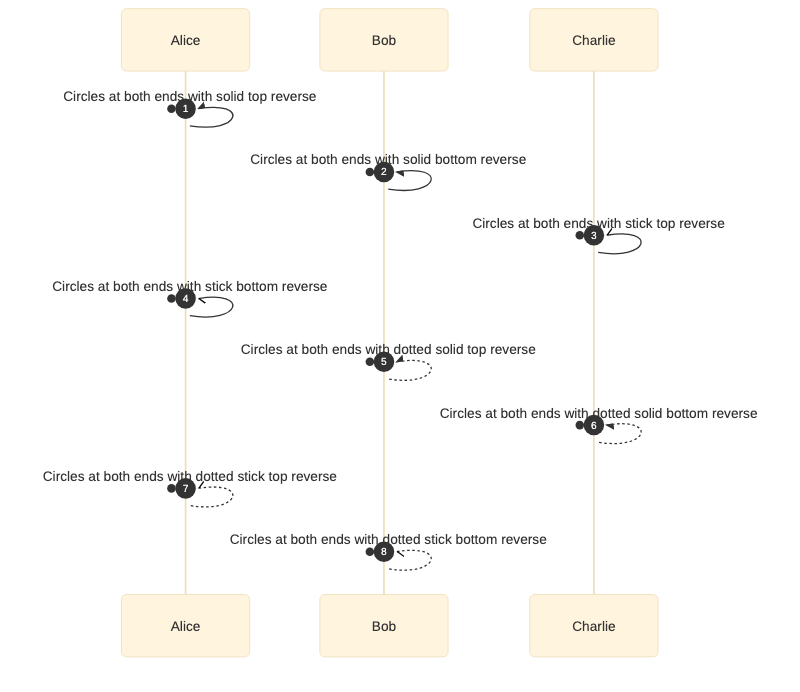 Alice
Bob
Charlie
Circles at both ends with solid top reverse
1
Circles at both ends with solid bottom reverse
2
Circles at both ends with stick top reverse
3
Circles at both ends with stick bottom reverse
4
Circles at both ends with dotted solid top reverse
5
Circles at both ends with dotted solid bottom reverse
6
Circles at both ends with dotted stick top reverse
7
Circles at both ends with dotted stick bottom reverse
8
Alice
Bob
Charlie